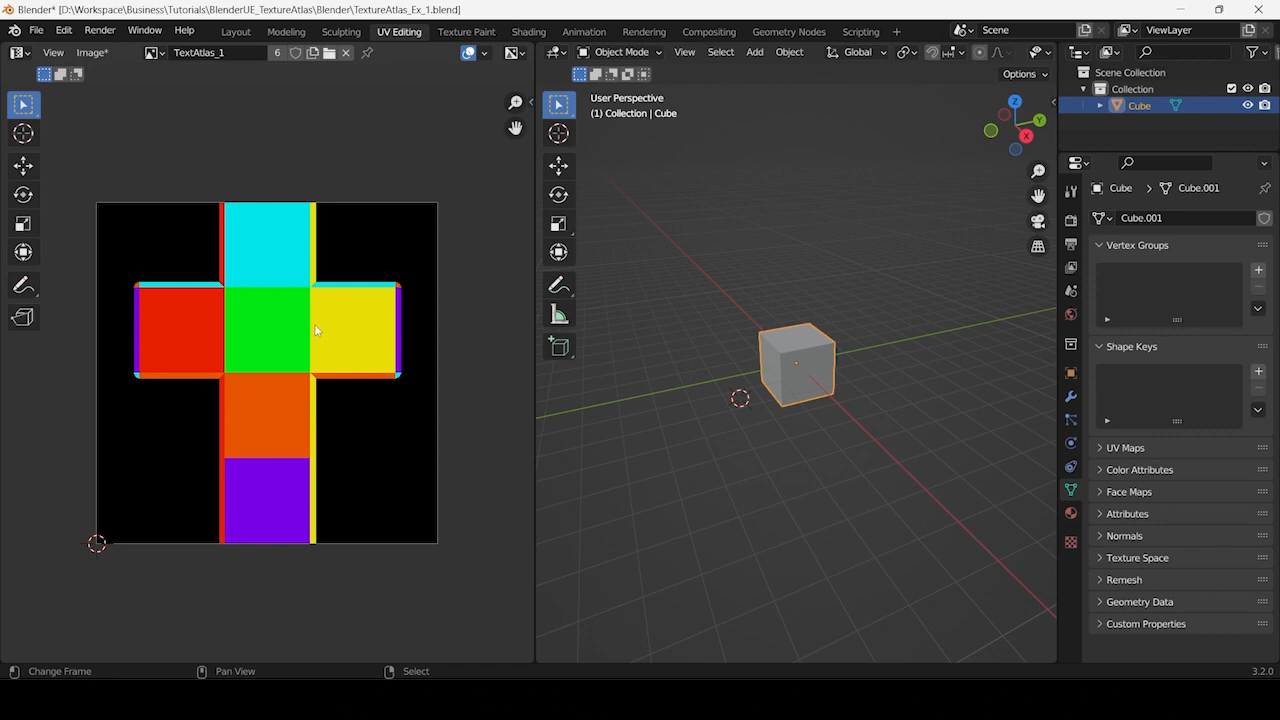 Blender* [D:\Workspace\Business\Tutorials\BlenderUE_TextureAtlas\Blender\TextureAtlas_Ex_1.blend]
File Edit Render Window Help Layout Modeling Sculpting UV Editing Texture Paint Shading Animation Rendering Compositing Geometry Nodes Scripting + Scene ViewLayer
View Image* TextAtlas_1 6 Object Mode View Select Add Object Global
Options
User Perspective
(1) Collection | Cube
Z
Y
X
Scene Collection
Collection
Cube
Cube Cube.001
Cube.001
Vertex Groups
Shape Keys
UV Maps
Color Attributes
Face Maps
Attributes
Normals
Texture Space
Remesh
Geometry Data
Custom Properties
Change Frame Pan View Select 3.2.0